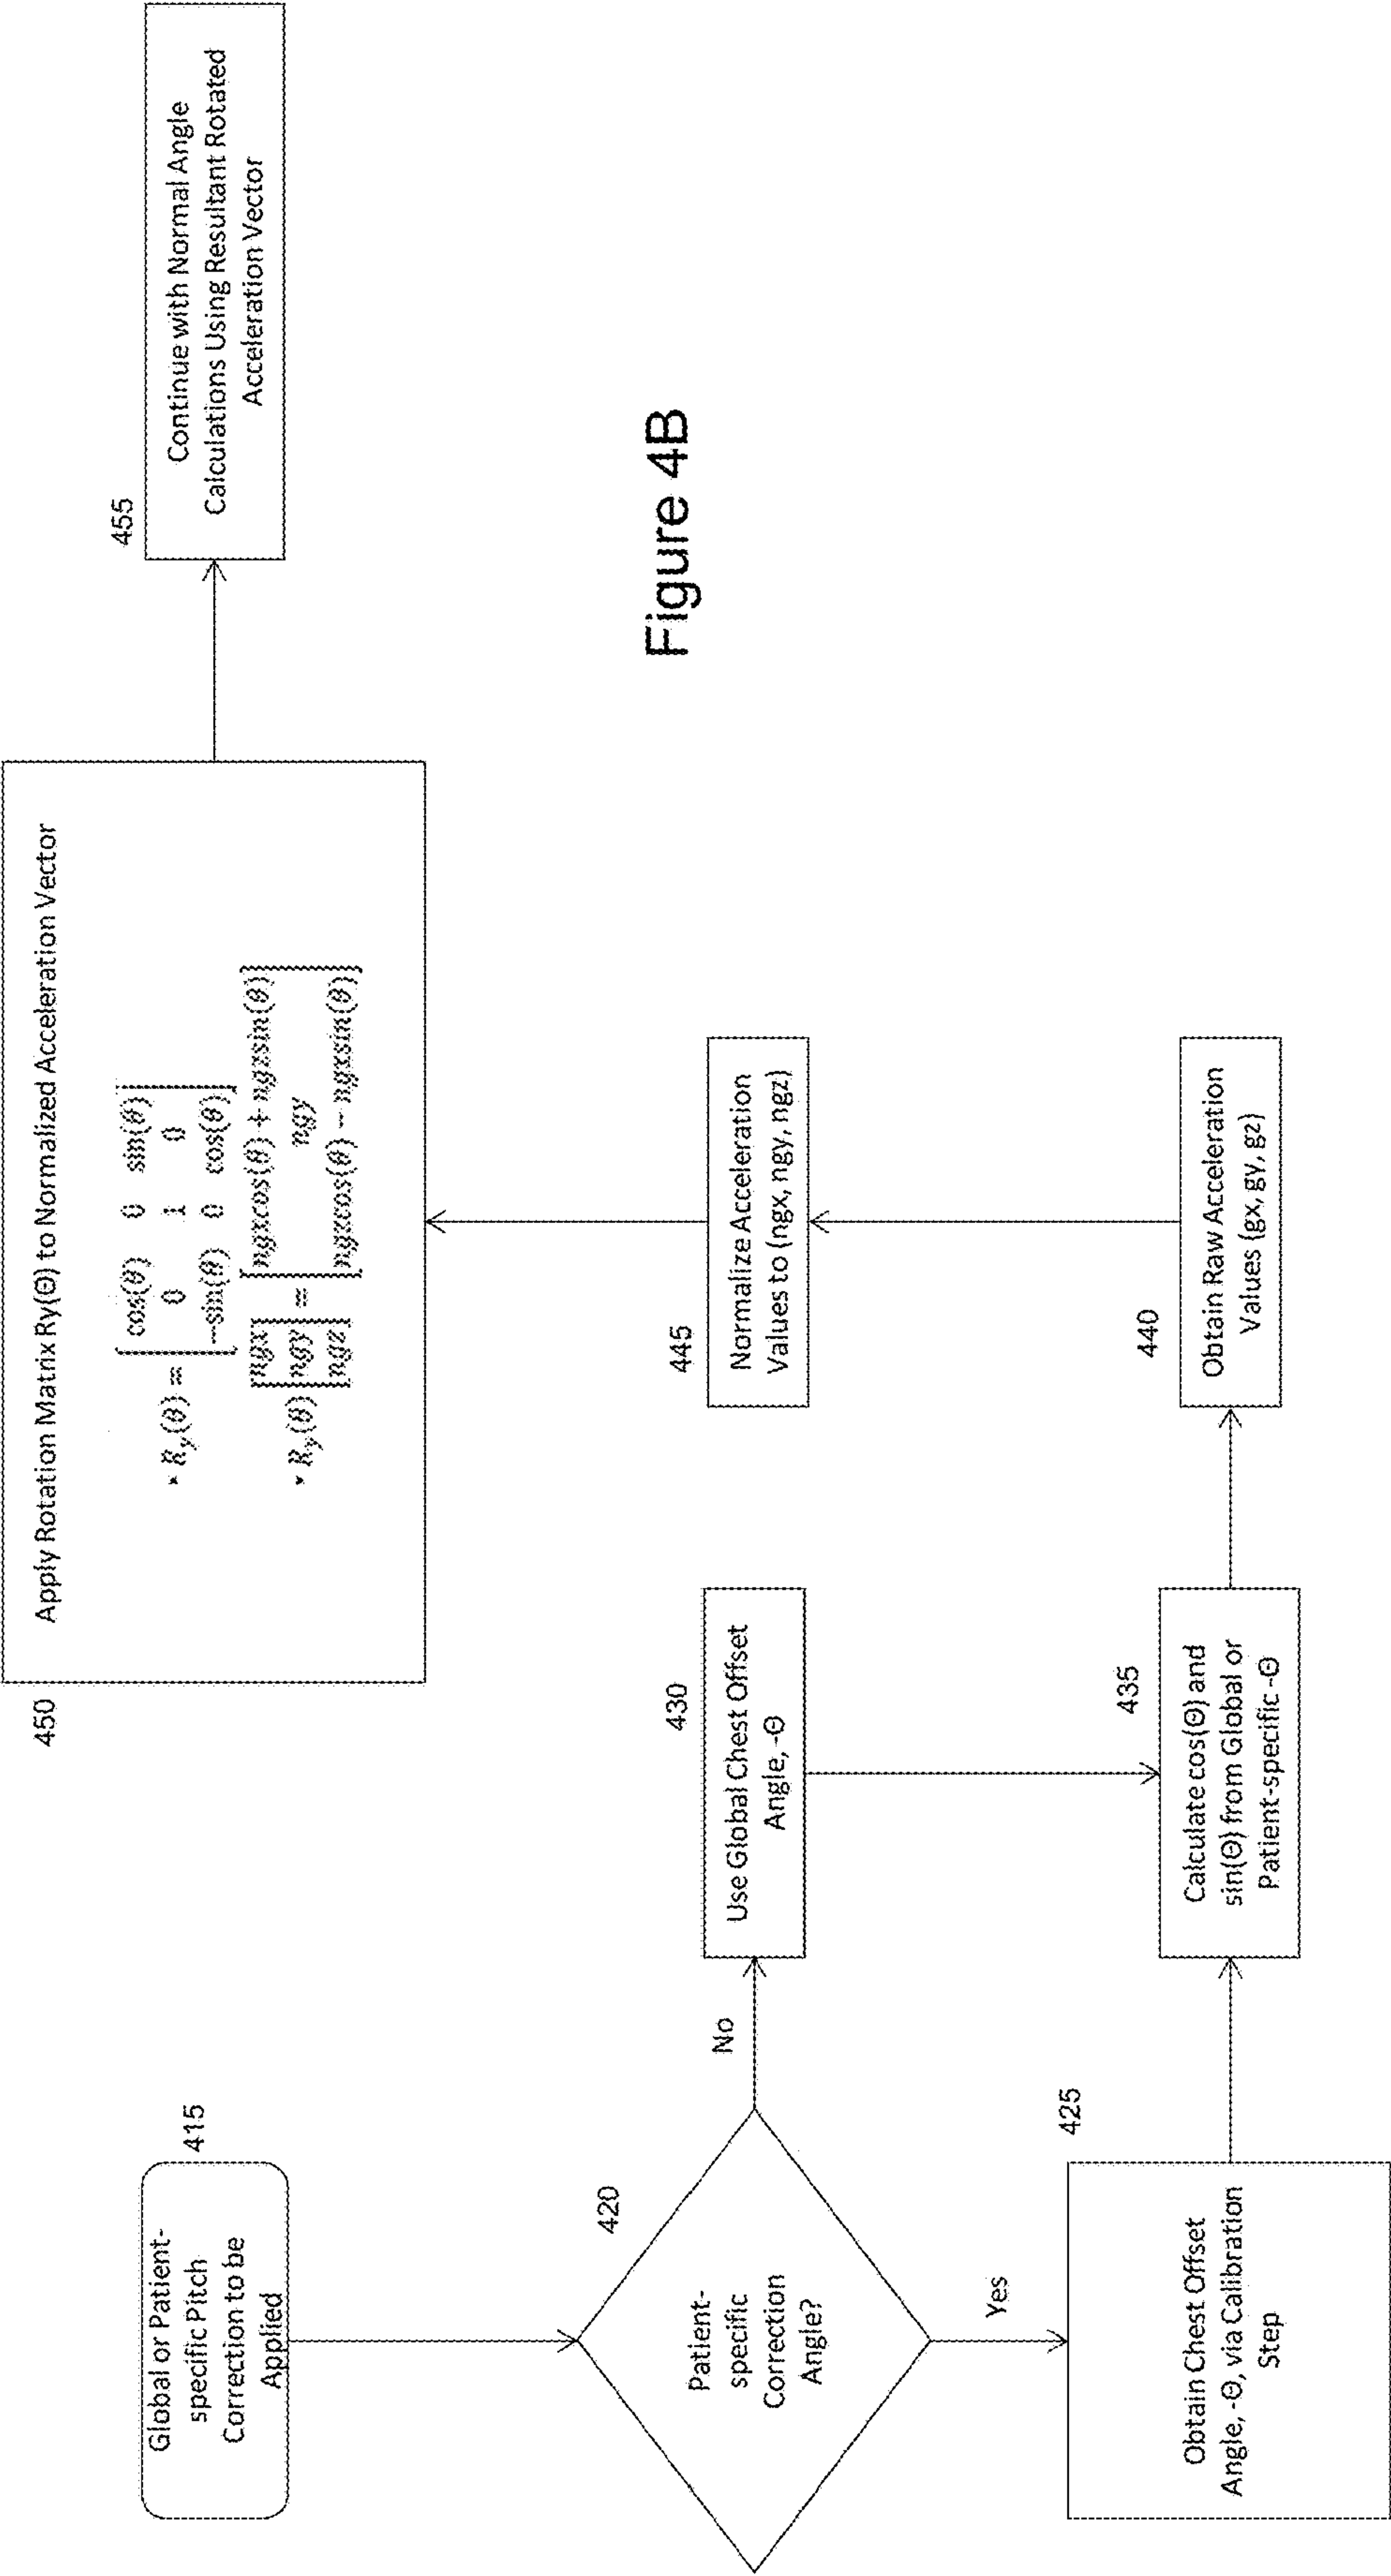 415
Global or Patient-
specific Pitch
Correction to be
Applied
420
Patient-
specific
Correction
Angle?
No
Yes
425
Obtain Chest Offset
Angle, -Θ, via Calibration
Step
430
Use Global Chest Offset
Angle, -Θ
435
Calculate cos(Θ) and
sin(Θ) from Global or
Patient-specific -Θ
440
Obtain Raw Acceleration
Values (gx, gy, gz)
445
Normalize Acceleration
Values to (ngx, ngy, ngz)
450
Apply Rotation Matrix Ry(Θ) to Normalized Acceleration Vector
cos(θ) 0 sin(θ)
• Ry(θ) = 0 1 0
−sin(θ) 0 cos(θ)
ngx ngxcos(θ) + ngzsin(θ)
• Ry(θ) ngy = ngy
ngz ngzcos(θ) − ngxsin(θ)
455
Continue with Normal Angle
Calculations Using Resultant Rotated
Acceleration Vector
Figure 4B